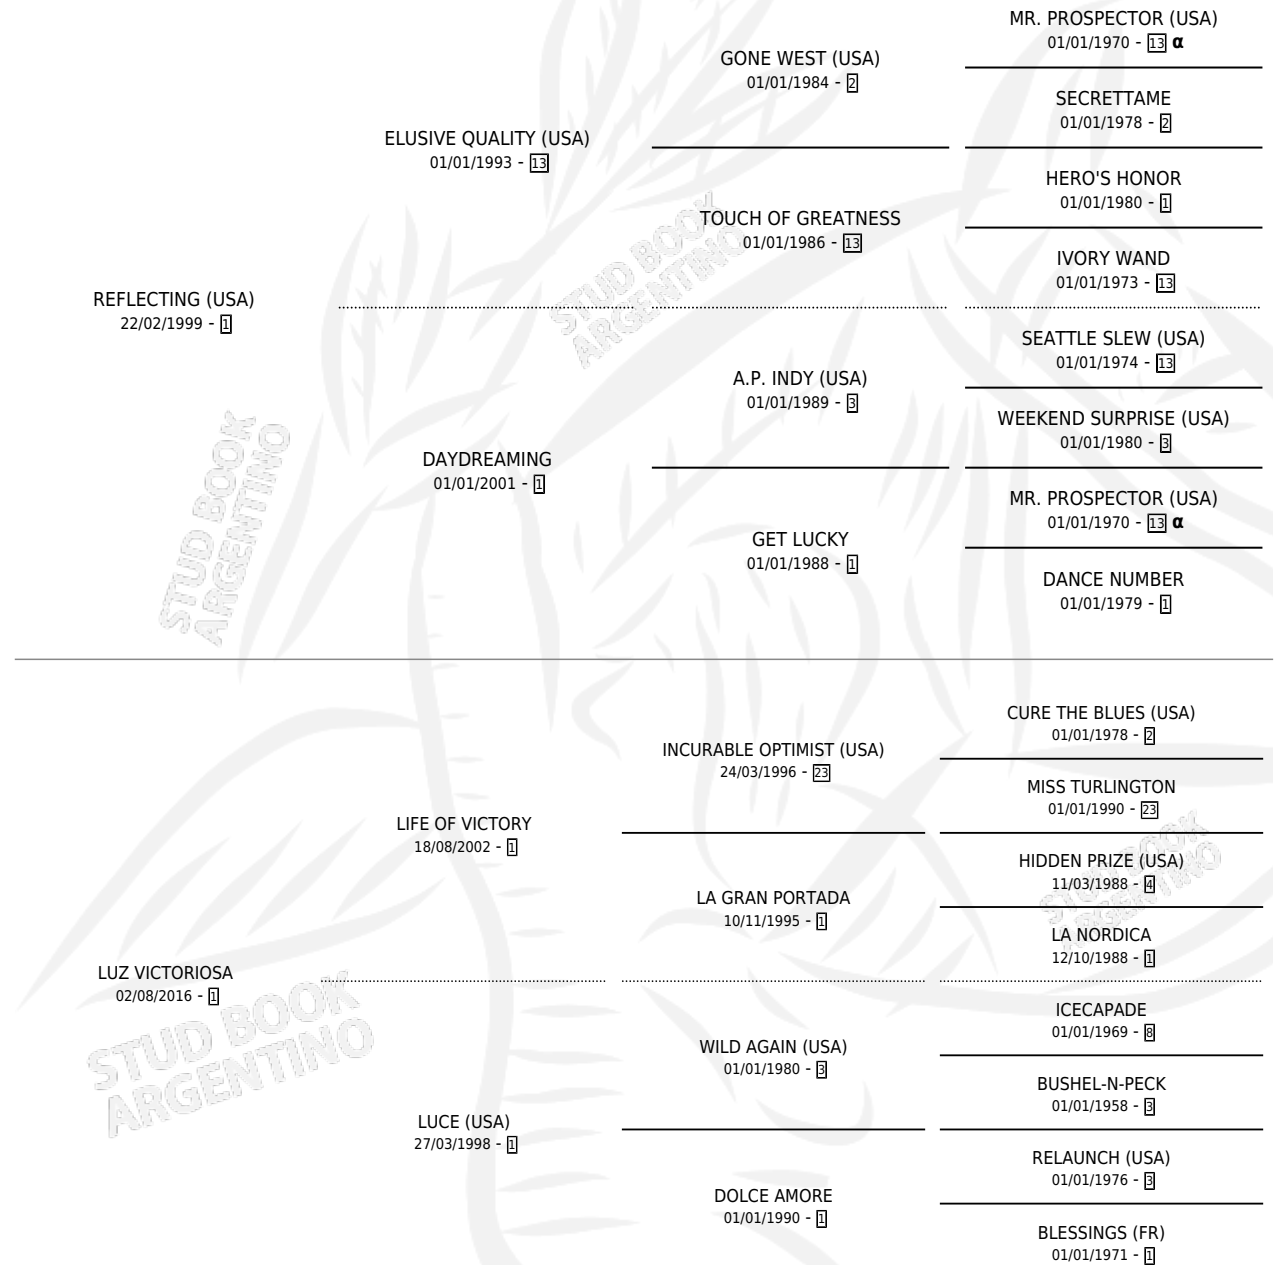 MR. PROSPECTOR (USA)
01/01/1970 - 13 α
GONE WEST (USA)
01/01/1984 - 2
SECRETTAME
01/01/1978 - 2
ELUSIVE QUALITY (USA)
01/01/1993 - 13
HERO'S HONOR
01/01/1980 - 1
TOUCH OF GREATNESS
01/01/1986 - 13
IVORY WAND
01/01/1973 - 13
REFLECTING (USA)
22/02/1999 - 1
SEATTLE SLEW (USA)
01/01/1974 - 13
A.P. INDY (USA)
01/01/1989 - 3
WEEKEND SURPRISE (USA)
01/01/1980 - 3
DAYDREAMING
01/01/2001 - 1
MR. PROSPECTOR (USA)
01/01/1970 - 13 α
GET LUCKY
01/01/1988 - 1
DANCE NUMBER
01/01/1979 - 1
CURE THE BLUES (USA)
01/01/1978 - 2
INCURABLE OPTIMIST (USA)
24/03/1996 - 23
MISS TURLINGTON
01/01/1990 - 23
LIFE OF VICTORY
18/08/2002 - 1
HIDDEN PRIZE (USA)
11/03/1988 - 4
LA GRAN PORTADA
10/11/1995 - 1
LA NORDICA
12/10/1988 - 1
LUZ VICTORIOSA
02/08/2016 - 1
ICECAPADE
01/01/1969 - 8
WILD AGAIN (USA)
01/01/1980 - 3
BUSHEL-N-PECK
01/01/1958 - 3
LUCE (USA)
27/03/1998 - 1
RELAUNCH (USA)
01/01/1976 - 3
DOLCE AMORE
01/01/1990 - 1
BLESSINGS (FR)
01/01/1971 - 1
STUD BOOK
ARGENTINO
STUD BOOK
ARGENTINO
STUD BOOK
ARGENTINO
STUD BOOK
ARGENTINO